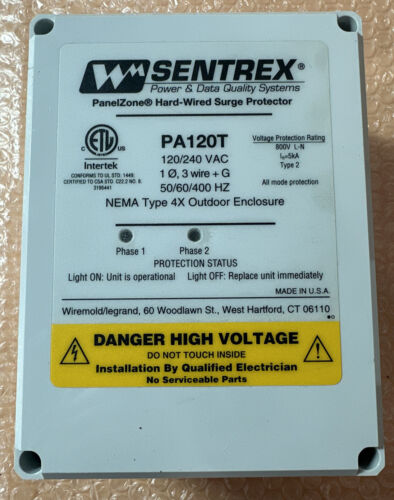 WM SENTREX®
Power & Data Quality Systems
PanelZone® Hard-Wired Surge Protector
ETL
C US
Intertek
CONFORMS TO UL STD. 1449;
CERTIFIED TO CSA STD. C22.2 NO. 8.
3195441
PA120T
120/240 VAC
1 Ø, 3 wire + G
50/60/400 HZ
NEMA Type 4X Outdoor Enclosure
Voltage Protection Rating
800V L-N
Iₙ=5kA
Type 2
All mode protection
Phase 1 Phase 2
PROTECTION STATUS
Light ON: Unit is operational Light OFF: Replace unit immediately
MADE IN U.S.A.
Wiremold/legrand, 60 Woodlawn St., West Hartford, CT 06110
DANGER HIGH VOLTAGE
DO NOT TOUCH INSIDE
Installation By Qualified Electrician
No Serviceable Parts